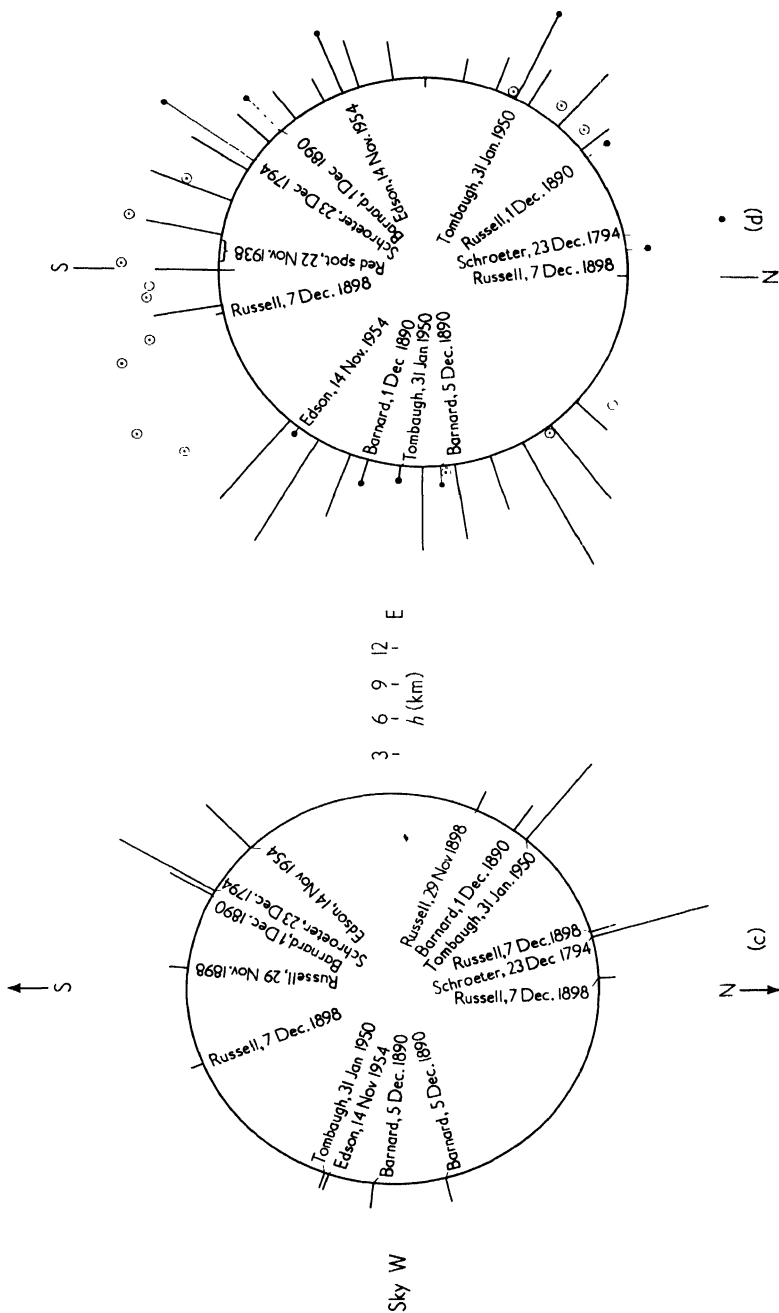 S
Russell, 7 Dec. 1898
Russell, 29 Nov. 1898
Barnard, 1 Dec. 1890
Schroeter, 23 Dec. 1794
Edson, 14 Nov 1954
Tombaugh, 31 Jan 1950
Edson, 14 Nov 1954
Barnard, 5 Dec. 1890
Barnard, 5 Dec. 1890
Russell, 29 Nov 1898
Barnard, 1 Dec. 1890
Tombaugh, 31 Jan. 1950
Russell, 7 Dec. 1898
Schroeter, 23 Dec 1794
Russell, 7 Dec. 1898
Sky W
N
(c)
3 6 9 12 E
h (km)
S
Russell, 7 Dec. 1898
Red spot, 22 Nov. 1938
Schroeter, 23 Dec 1794
Barnard, 1 Dec 1890
Edson, 14 Nov. 1954
Edson, 14 Nov. 1954
Barnard, 1 Dec 1890
Tombaugh, 31 Jan 1950
Barnard, 5 Dec. 1890
Tombaugh, 31 Jan. 1950
Russell, 1 Dec. 1890
Schroeter, 23 Dec. 1794
Russell, 7 Dec. 1898
N
(d)